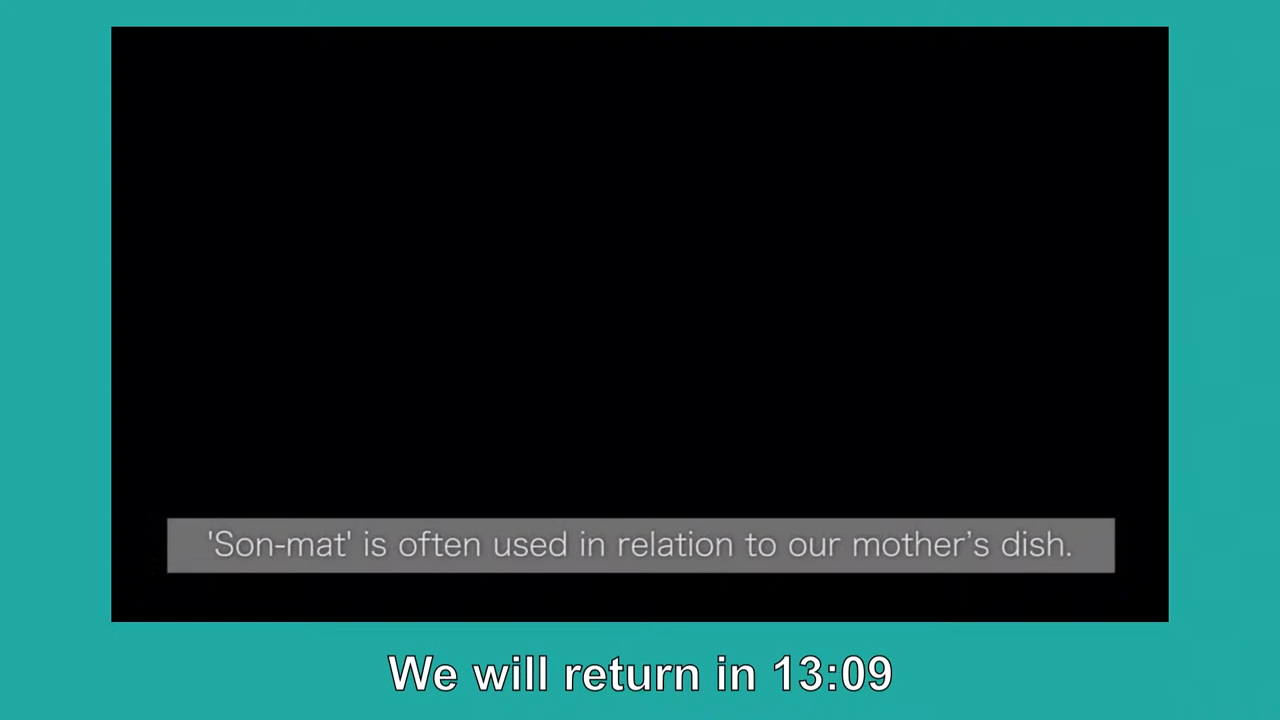 'Son-mat' is often used in relation to our mother’s dish.
We will return in 13:09